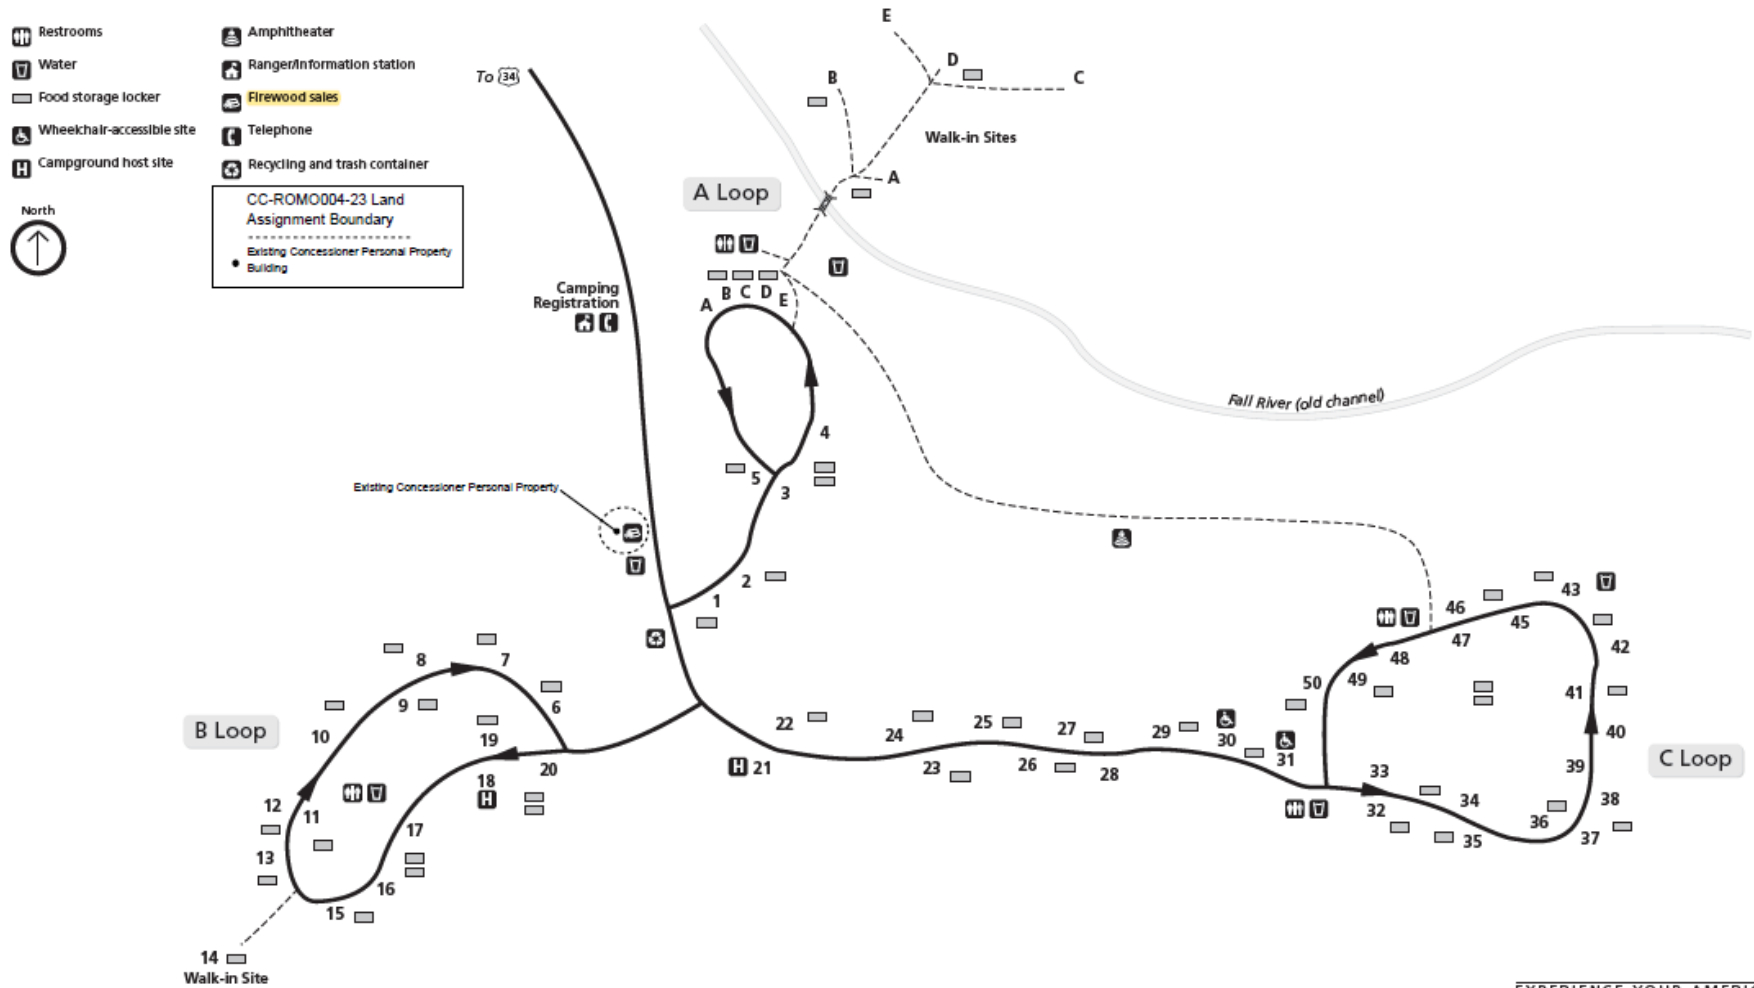 Restrooms
Water
Food storage locker
Wheelchair-accessible site
Campground host site
Amphitheater
Ranger/Information station
Firewood sales
Telephone
Recycling and trash container
CC-ROMO004-23 Land
Assignment Boundary
Existing Concessioner Personal Property
Building
North
To 34
E
D
C
B
Walk-in Sites
A
A Loop
Camping
Registration
A B C D E
Fall River (old channel)
4
5
3
Existing Concessioner Personal Property
2
1
8
7
9
6
10
B Loop
19
20
18
H
12
11
17
13
16
15
14
Walk-in Site
22
H 21
24
23
25
26
27
28
29
30
31
50
49
48
47
46
45
43
42
41
40
39
38
37
36
35
34
33
32
C Loop